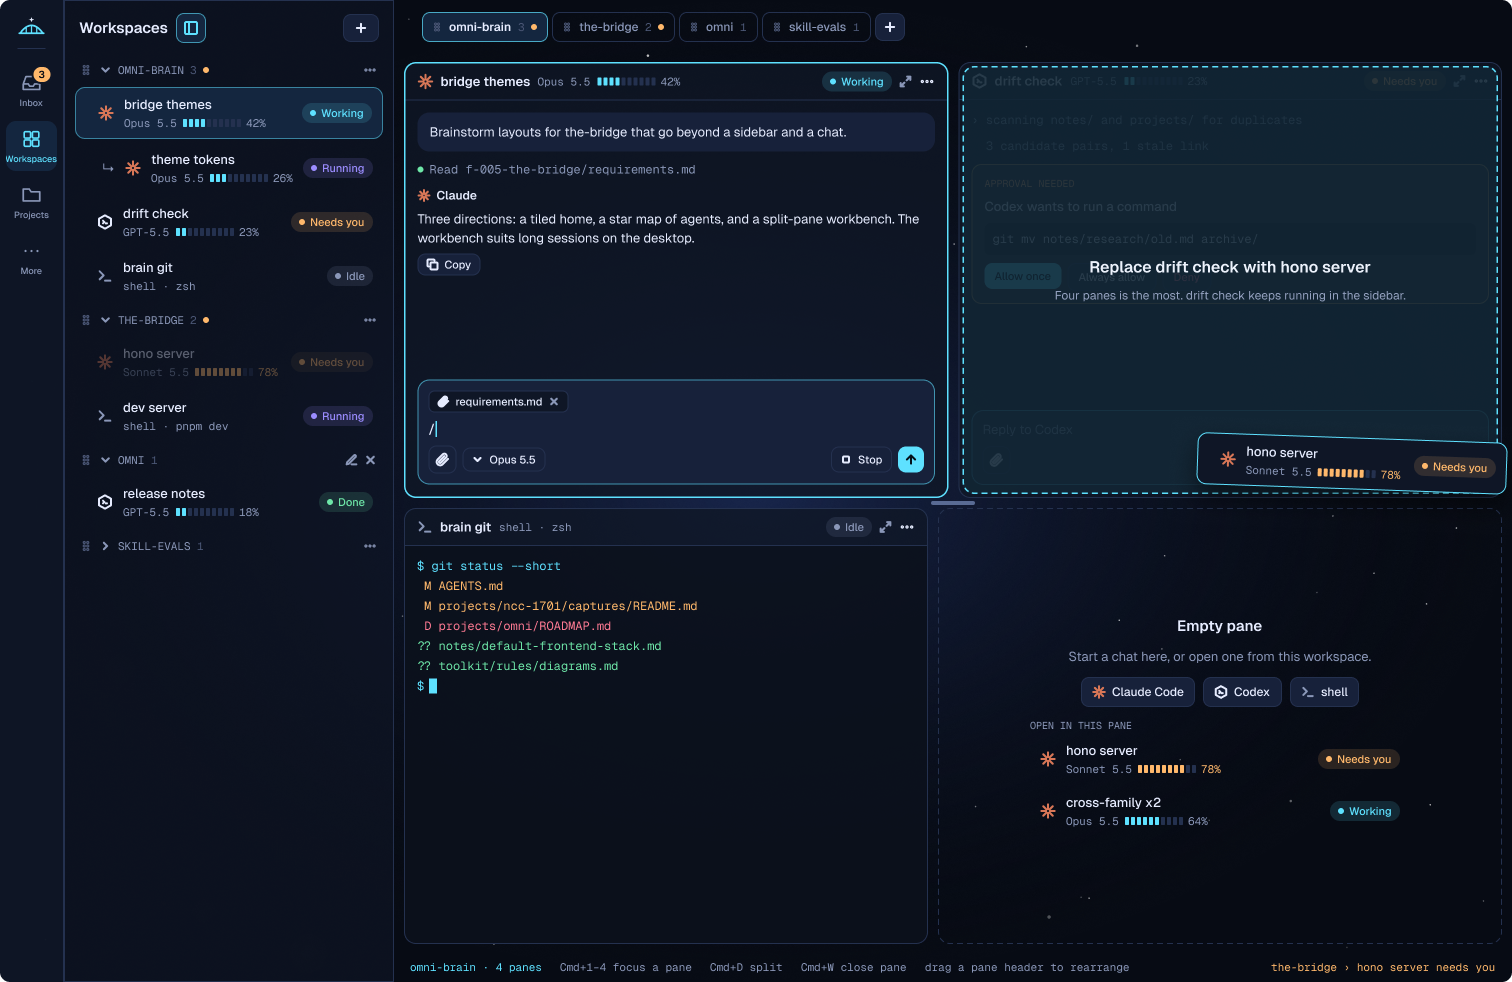 3
Inbox
Workspaces
Projects
More
Workspaces
OMNI-BRAIN 3
bridge themes
Opus 5.5 42%
Working
theme tokens
Opus 5.5 26%
Running
drift check
GPT-5.5 23%
Needs you
brain git
shell · zsh
Idle
THE-BRIDGE 2
hono server
Sonnet 5.5 78%
Needs you
dev server
shell · pnpm dev
Running
OMNI 1
release notes
GPT-5.5 18%
Done
SKILL-EVALS 1
omni-brain 3
the-bridge 2
omni 1
skill-evals 1
bridge themes Opus 5.5 42%
Working
Brainstorm layouts for the-bridge that go beyond a sidebar and a chat.
Read f-005-the-bridge/requirements.md
Claude
Three directions: a tiled home, a star map of agents, and a split-pane workbench. The
workbench suits long sessions on the desktop.
Copy
requirements.md
/
Opus 5.5
Stop
drift check GPT-5.5 23%
Needs you
scanning notes/ and projects/ for duplicates
3 candidate pairs, 1 stale link
APPROVAL NEEDED
Codex wants to run a command
git mv notes/research/old.md archive/
Allow once
Always allow
Replace drift check with hono server
Four panes is the most. drift check keeps running in the sidebar.
Reply to Codex
hono server
Sonnet 5.5 78%
Needs you
brain git shell · zsh
Idle
$ git status --short
M AGENTS.md
M projects/ncc-1701/captures/README.md
D projects/omni/ROADMAP.md
?? notes/default-frontend-stack.md
?? toolkit/rules/diagrams.md
$
Empty pane
Start a chat here, or open one from this workspace.
Claude Code
Codex
shell
OPEN IN THIS PANE
hono server
Sonnet 5.5 78%
Needs you
cross-family x2
Opus 5.5 64%
Working
omni-brain · 4 panes Cmd+1-4 focus a pane Cmd+D split Cmd+W close pane drag a pane header to rearrange
the-bridge › hono server needs you